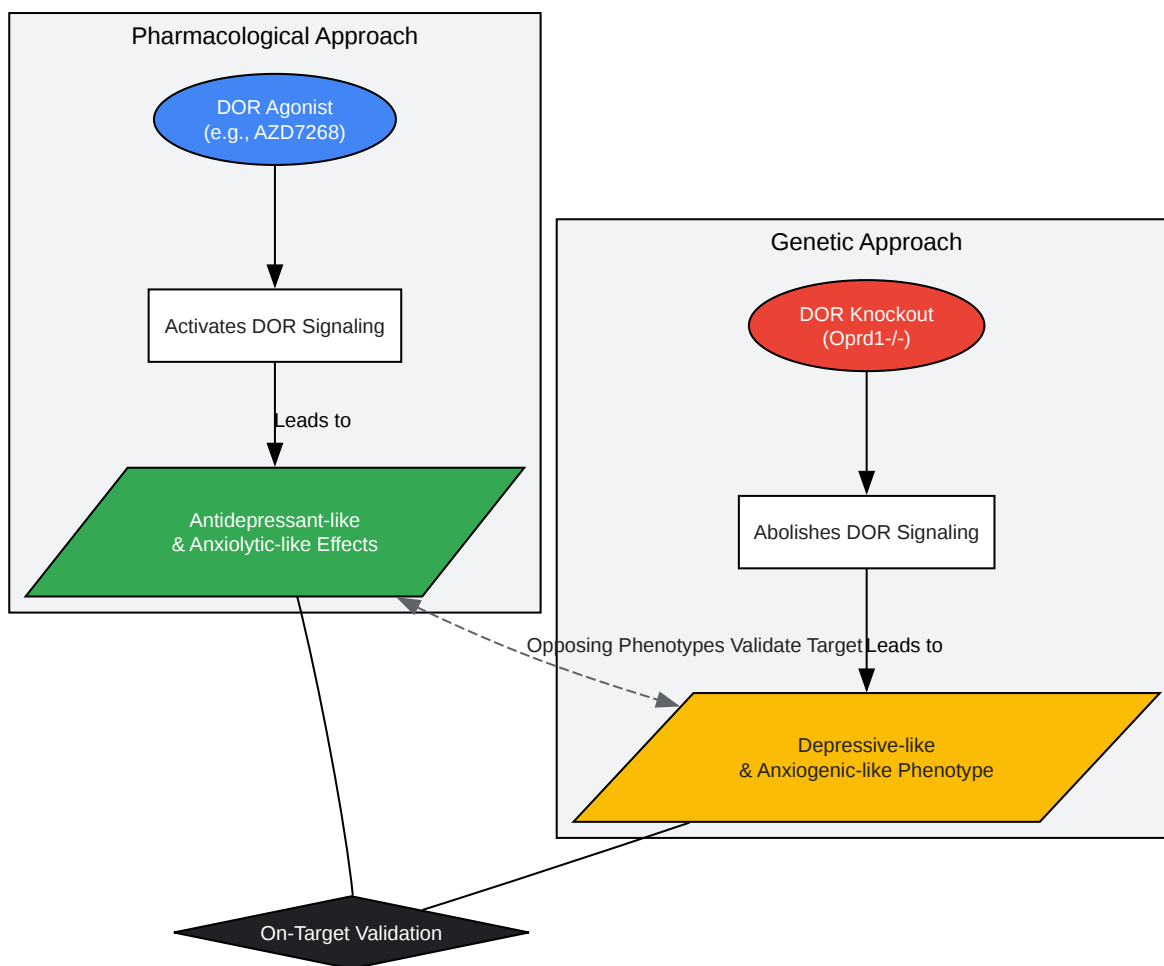 Pharmacological Approach
DOR Agonist
(e.g., AZD7268)
Activates DOR Signaling
Leads to
Antidepressant-like
& Anxiolytic-like Effects
Genetic Approach
DOR Knockout
(Oprd1-/-)
Abolishes DOR Signaling
Opposing Phenotypes Validate Target
Leads to
Depressive-like
& Anxiogenic-like Phenotype
On-Target Validation